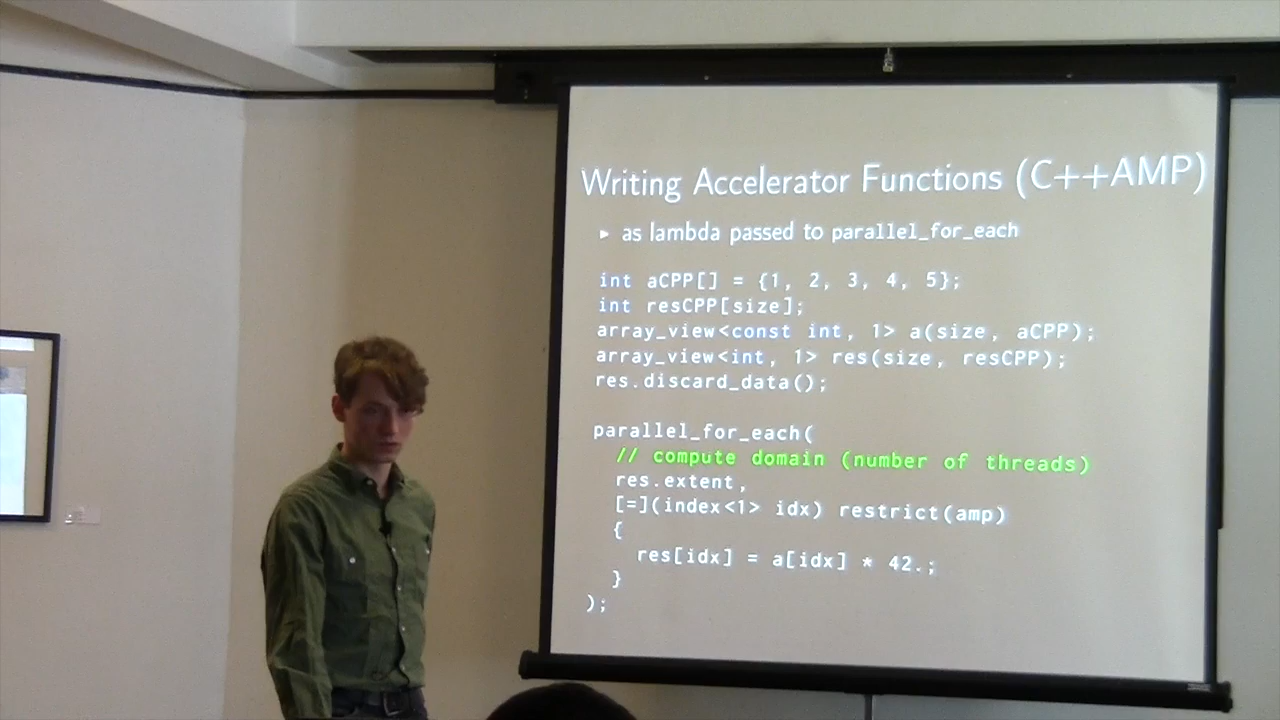 Writing Accelerator Functions (C++AMP)
▸ as lambda passed to parallel_for_each
int aCPP[] = {1, 2, 3, 4, 5};
int resCPP[size];
array_view<const int, 1> a(size, aCPP);
array_view<int, 1> res(size, resCPP);
res.discard_data();
parallel_for_each(
// compute domain (number of threads)
res.extent,
[=](index<1> idx) restrict(amp)
{
res[idx] = a[idx] * 42.;
}
);